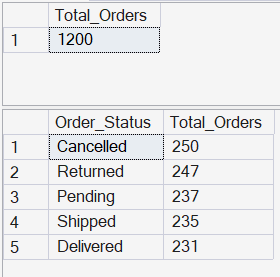 Total_Orders
1 1200
Order_Status Total_Orders
1 Cancelled 250
2 Returned 247
3 Pending 237
4 Shipped 235
5 Delivered 231